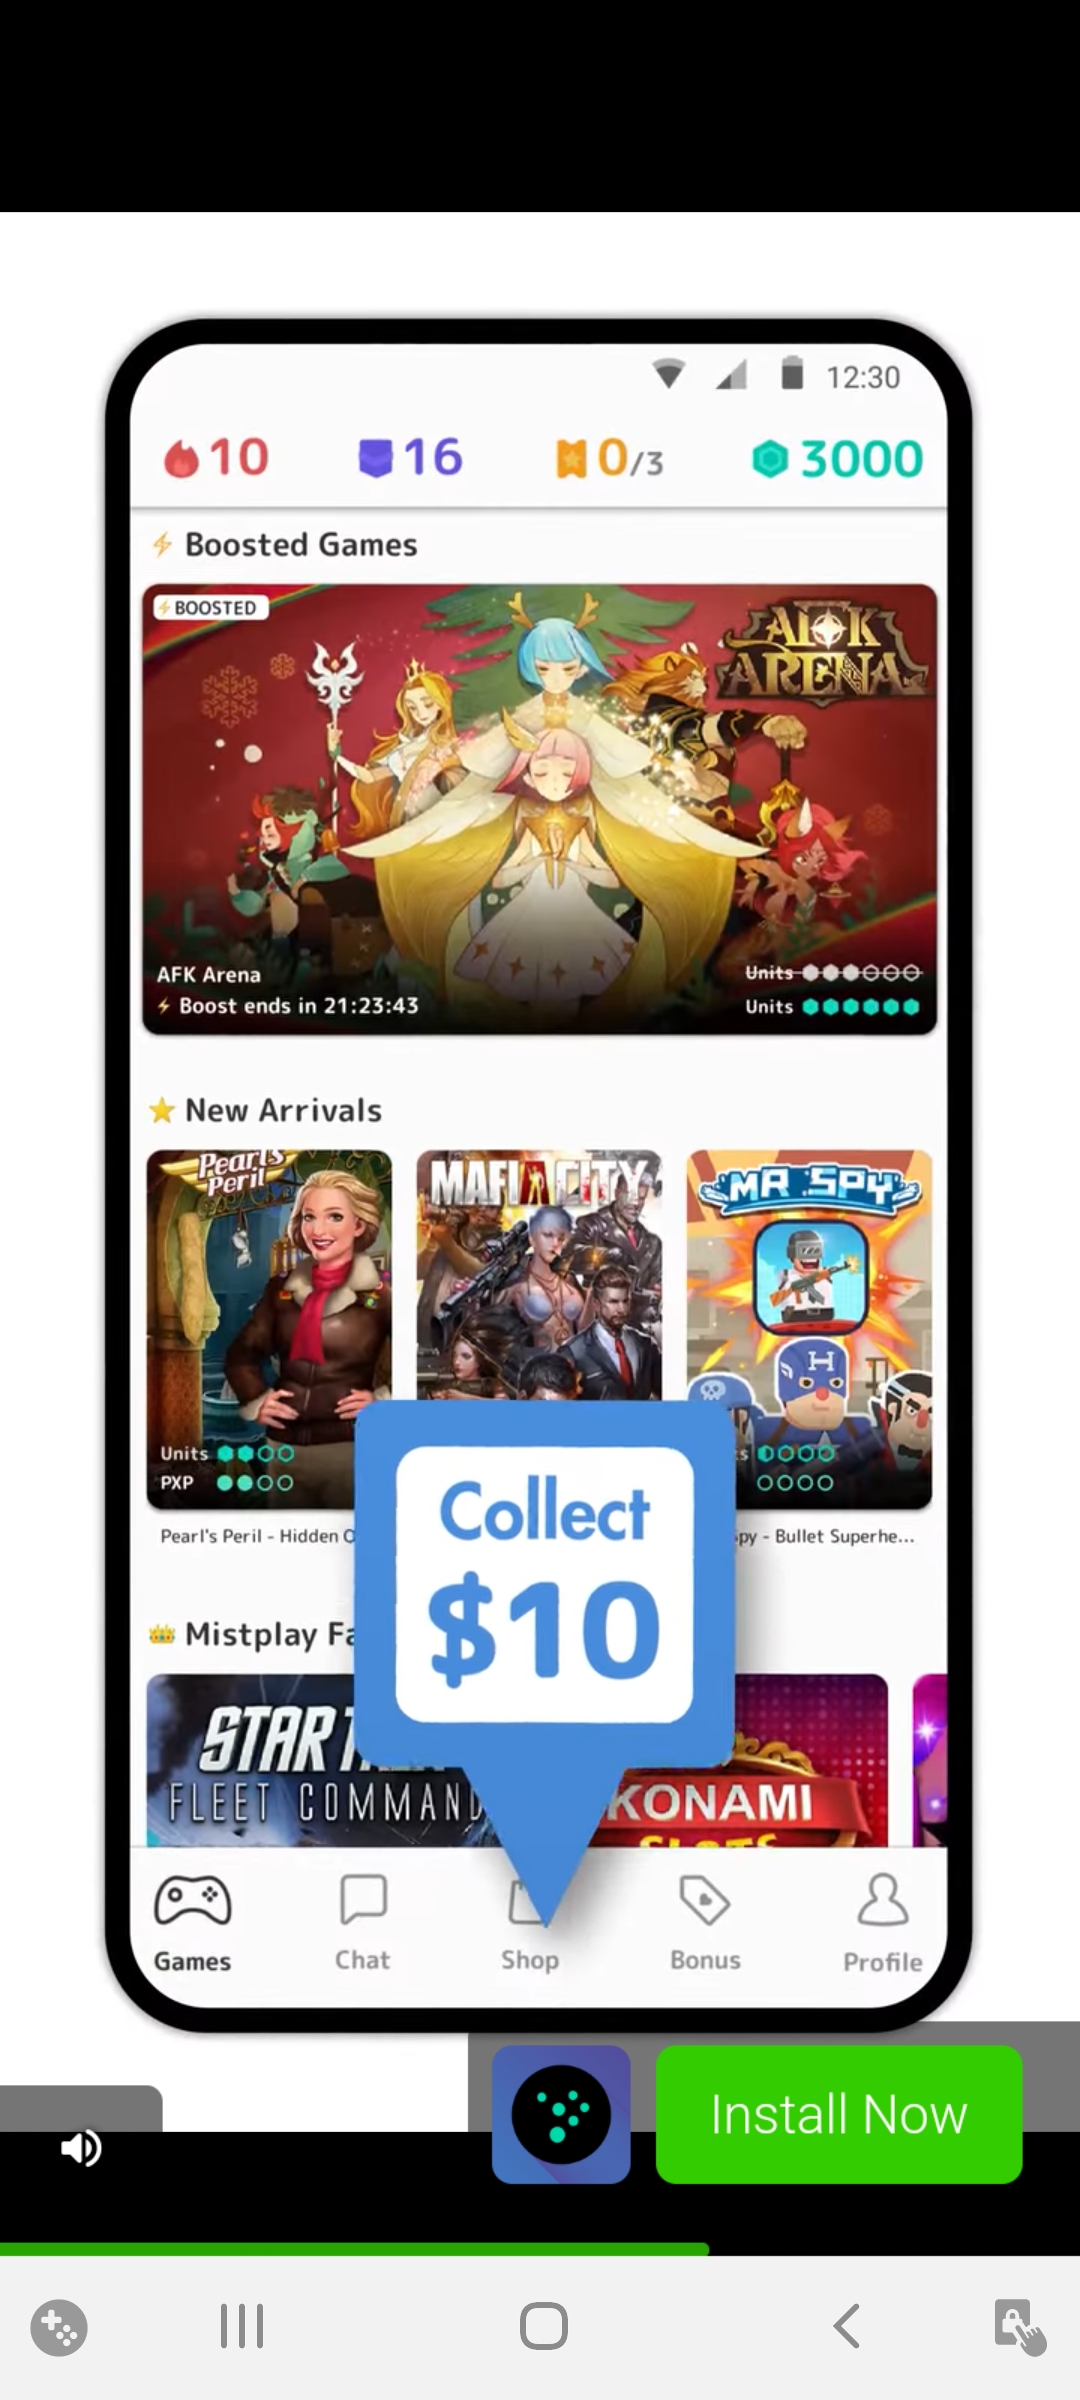 12:30
10 16 0/3 3000
Boosted Games
BOOSTED
AFK
ARENA
AFK Arena
Units
Boost ends in 21:23:43
Units
New Arrivals
Pearl's
Peril
MAFIA CITY
MR SPY
H
Units
PXP
Pearl's Peril - Hidden O
py - Bullet Superhe...
Collect
$10
Mistplay Fa
STAR
FLEET COMMAND
KONAMI
SLOTS
Games Chat Shop Bonus Profile
Install Now